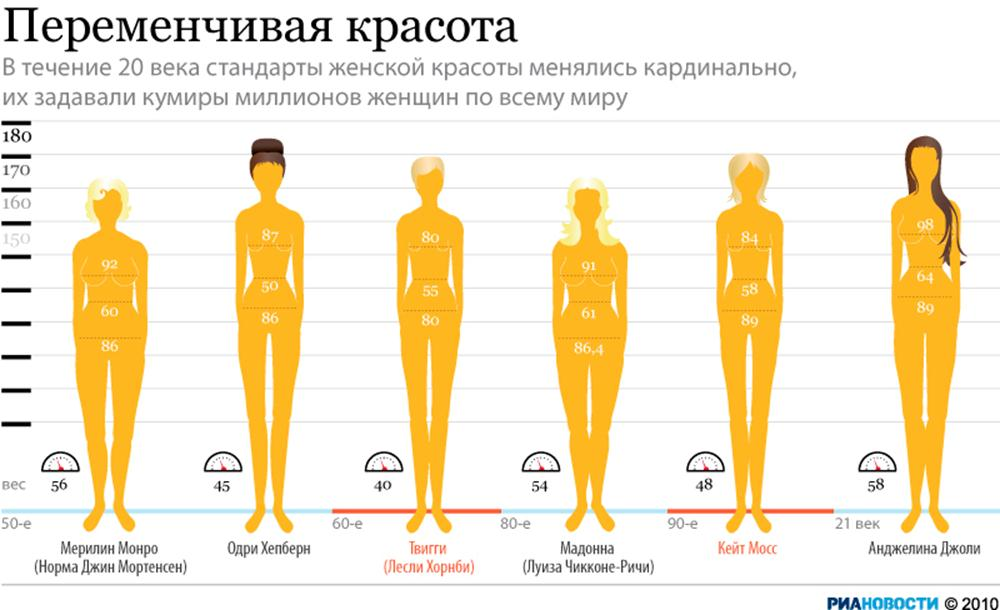 Переменчивая красота
В течение 20 века стандарты женской красоты менялись кардинально,
их задавали кумиры миллионов женщин по всему миру
180
170
160
150
92
60
86
87
50
86
80
55
80
91
61
86,4
84
58
89
98
64
89
вес
56
45
40
54
48
58
50-е
60-е
80-е
90-е
21 век
Мерилин Монро
(Норма Джин Мортенсен)
Одри Хепберн
Твигги
(Лесли Хорнби)
Мадонна
(Луиза Чикконе-Ричи)
Кейт Мосс
Анджелина Джоли
РИАНОВОСТИ © 2010